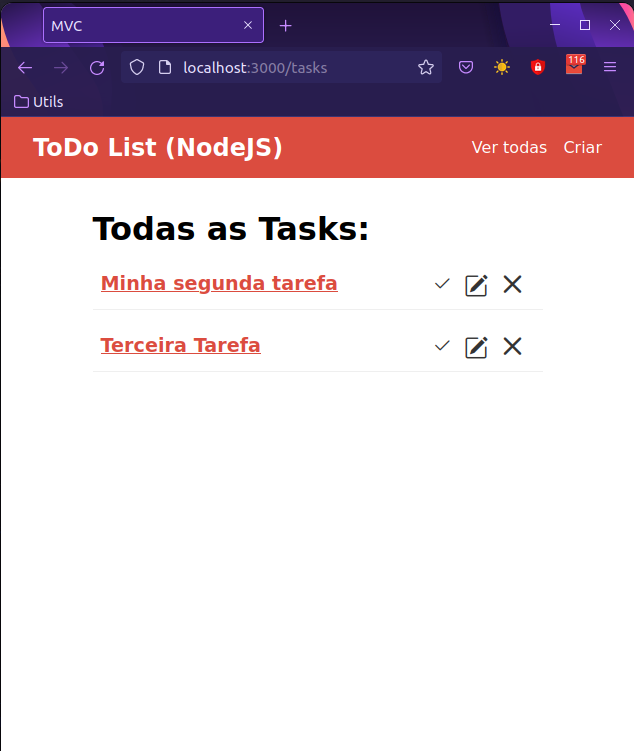 MVC
localhost:3000/tasks
116
Utils
ToDo List (NodeJS)
Ver todas
Criar
Todas as Tasks:
Minha segunda tarefa
Terceira Tarefa